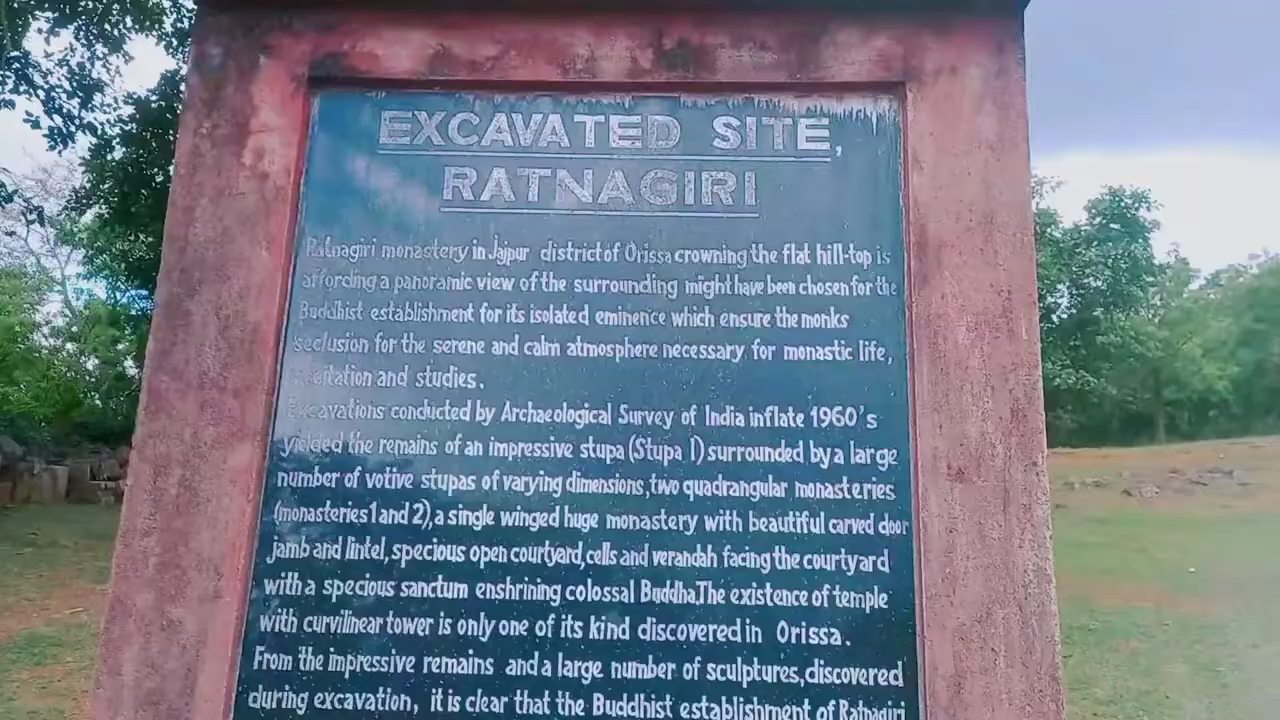 EXCAVATED SITE,
RATNAGIRI
Ratnagiri monastery in Jajpur district of Orissa crowning the flat hill-top is
affording a panoramic view of the surrounding might have been chosen for the
Buddhist establishment for its isolated eminence which ensure the monks
seclusion for the serene and calm atmosphere necessary for monastic life,
and studies.
Excavations conducted by Archaeological Survey of India inflate 1960's
yielded the remains of an impressive stupa (Stupa 1) surrounded by a large
number of votive stupas of varying dimensions, two quadrangular monasteries
(monasteries 1 and 2), a single winged huge monastery with beautiful carved door
jamb and lintel, specious open courtyard, cells and verandah facing the courtyard
with a specious sanctum enshrining colossal Buddha. The existence of temple
with curvilinear tower is only one of its kind discovered in Orissa.
From the impressive remains and a large number of sculptures, discovered
during excavation, it is clear that the Buddhist establishment of Ratnagiri